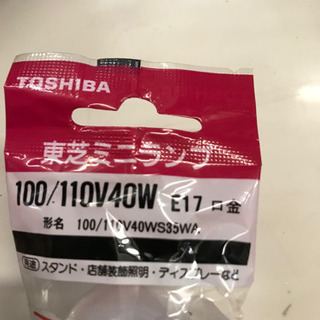 TOSHIBA
東芝ミニランプ
100/110V40W E17 口金
形名 100/110V40WS35WA
用途 スタンド・店舗装飾照明・ディスプレーなど